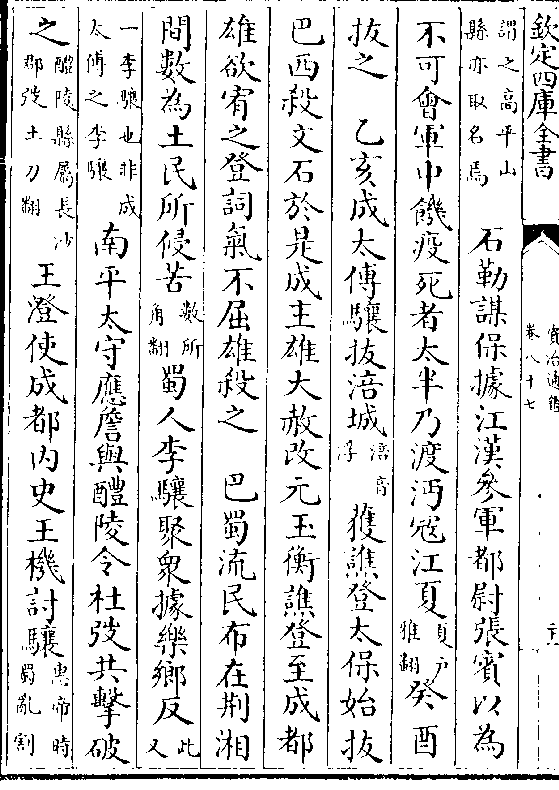 欽定四庫全書
資治通鑑
卷八十七
謂之高平山
縣亦取名焉
石勒謀保據江漢參軍都尉張賓以為
不可會軍中饑疫死者太半乃渡沔寇江夏
夏户
雅翻
癸酉
拔之　乙亥成太傅驤拔涪城
涪音
浮
獲譙登太保始拔
巴西殺文石於是成主雄大赦改元玉衡譙登至成都
雄欲宥之登詞氣不屈雄殺之　巴蜀流民布在荆湘
間數為土民所侵苦
數所
角翻
蜀人李驤聚衆據樂鄉反
此
又
一李驤也非成
太傅之李驤
南平太守應詹與醴陵令杜弢共擊破
之
醴陵縣屬長沙
郡弢土刀翻
王澄使成都内史王機討驤
惠帝時
蜀亂割